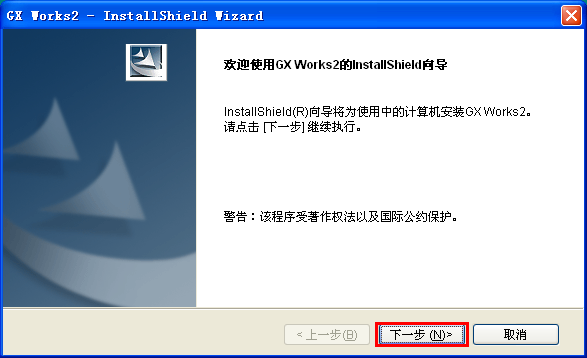 GX Works2 - InstallShield Wizard
欢迎使用GX Works2的InstallShield向导
InstallShield(R)向导将为使用中的计算机安装GX Works2。
请点击 [下一步] 继续执行。
警告：该程序受著作权法以及国际公约保护。
< 上一步(B)
下一步 (N)>
取消